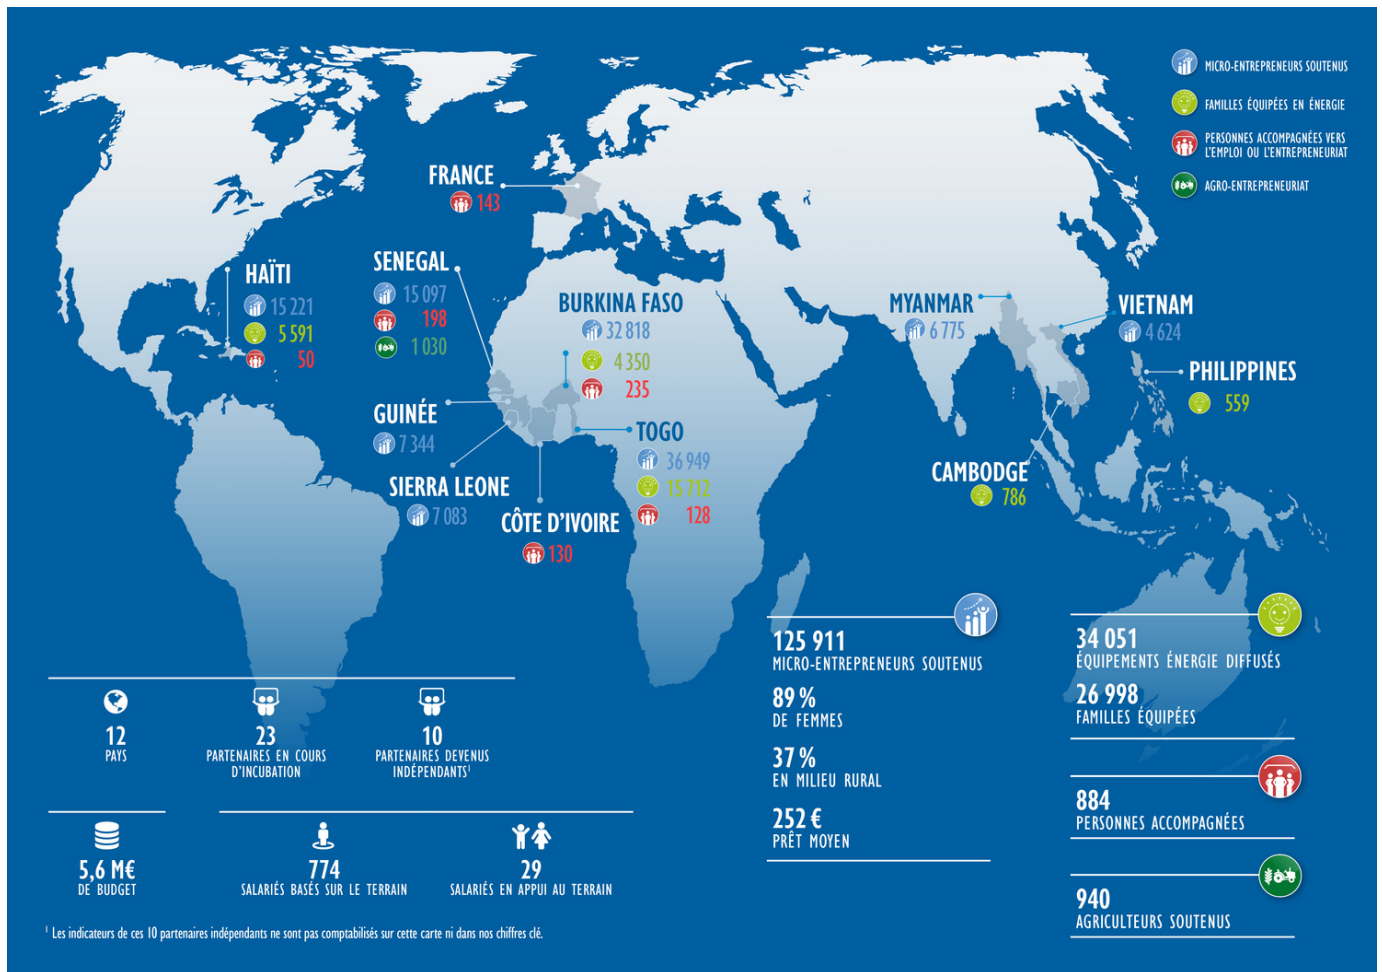 MICRO-ENTREPRENEURS SOUTENUS
FAMILLES ÉQUIPÉES EN ÉNERGIE
PERSONNES ACCOMPAGNÉES VERS
L'EMPLOI OU L'ENTREPRENEURIAT
AGRO-ENTREPRENEURIAT
FRANCE
143
HAÏTI
15 221
5 591
50
SENEGAL
15 097
198
1 030
BURKINA FASO
32 818
4 350
235
MYANMAR
6 775
VIETNAM
4 624
PHILIPPINES
559
GUINÉE
7 344
TOGO
36 949
15 712
128
SIERRA LEONE
7 083
CÔTE D'IVOIRE
130
CAMBODGE
786
125 911
MICRO-ENTREPRENEURS SOUTENUS
89 %
DE FEMMES
37 %
EN MILIEU RURAL
252 €
PRÊT MOYEN
34 051
ÉQUIPEMENTS ÉNERGIE DIFFUSÉS
26 998
FAMILLES ÉQUIPÉES
884
PERSONNES ACCOMPAGNÉES
940
AGRICULTEURS SOUTENUS
12
PAYS
23
PARTENAIRES EN COURS
D'INCUBATION
10
PARTENAIRES DEVENUS
INDÉPENDANTS¹
5,6 M€
DE BUDGET
774
SALARIÉS BASÉS SUR LE TERRAIN
29
SALARIÉS EN APPUI AU TERRAIN
¹ Les indicateurs de ces 10 partenaires indépendants ne sont pas comptabilisés sur cette carte ni dans nos chiffres clé.